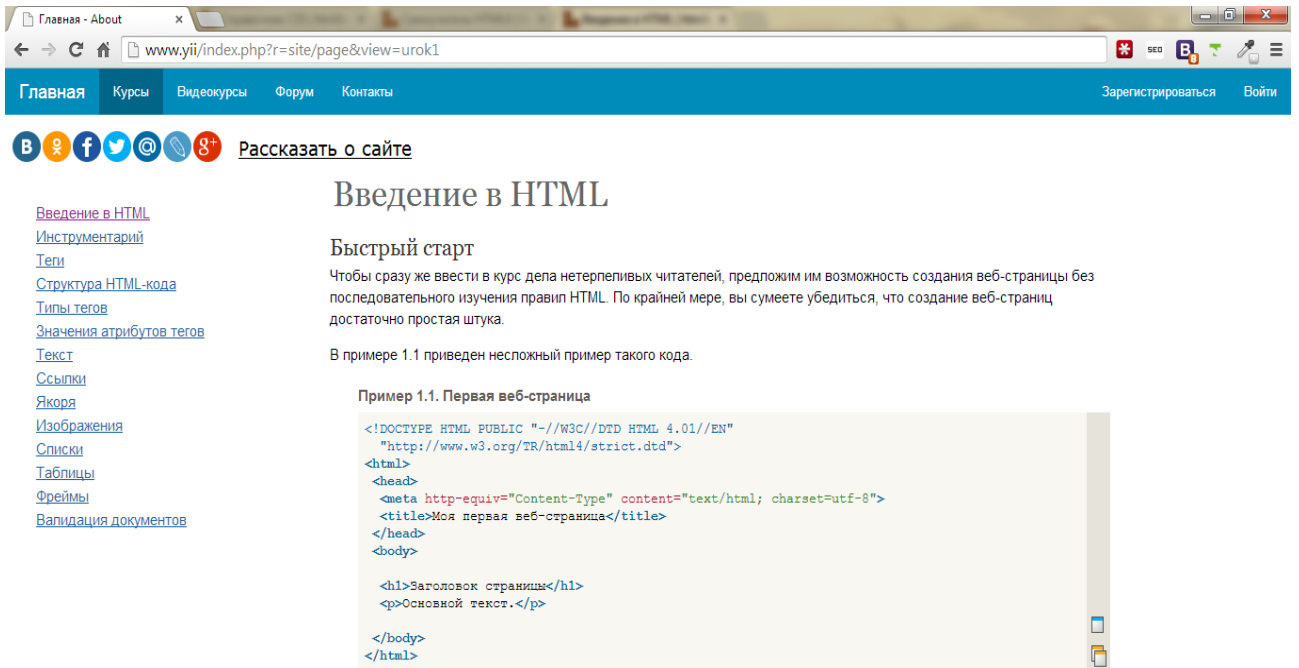 Главная - About
www.yii/index.php?r=site/page&view=urok1
SEO
B
8
Главная Курсы Видеокурсы Форум Контакты Зарегистрироваться Войти
В f @ 8+ Рассказать о сайте
Введение в HTML
Инструментарий
Теги
Структура HTML-кода
Типы тегов
Значения атрибутов тегов
Текст
Ссылки
Якоря
Изображения
Списки
Таблицы
Фреймы
Валидация документов
Введение в HTML
Быстрый старт
Чтобы сразу же ввести в курс дела нетерпеливых читателей, предложим им возможность создания веб-страницы без
последовательного изучения правил HTML. По крайней мере, вы сумеете убедиться, что создание веб-страниц
достаточно простая штука.
В примере 1.1 приведен несложный пример такого кода.
Пример 1.1. Первая веб-страница
<!DOCTYPE HTML PUBLIC "-//W3C//DTD HTML 4.01//EN"
"http://www.w3.org/TR/html4/strict.dtd">
<html>
<head>
<meta http-equiv="Content-Type" content="text/html; charset=utf-8">
<title>Моя первая веб-страница</title>
</head>
<body>
<h1>Заголовок страницы</h1>
<p>Основной текст.</p>
</body>
</html>